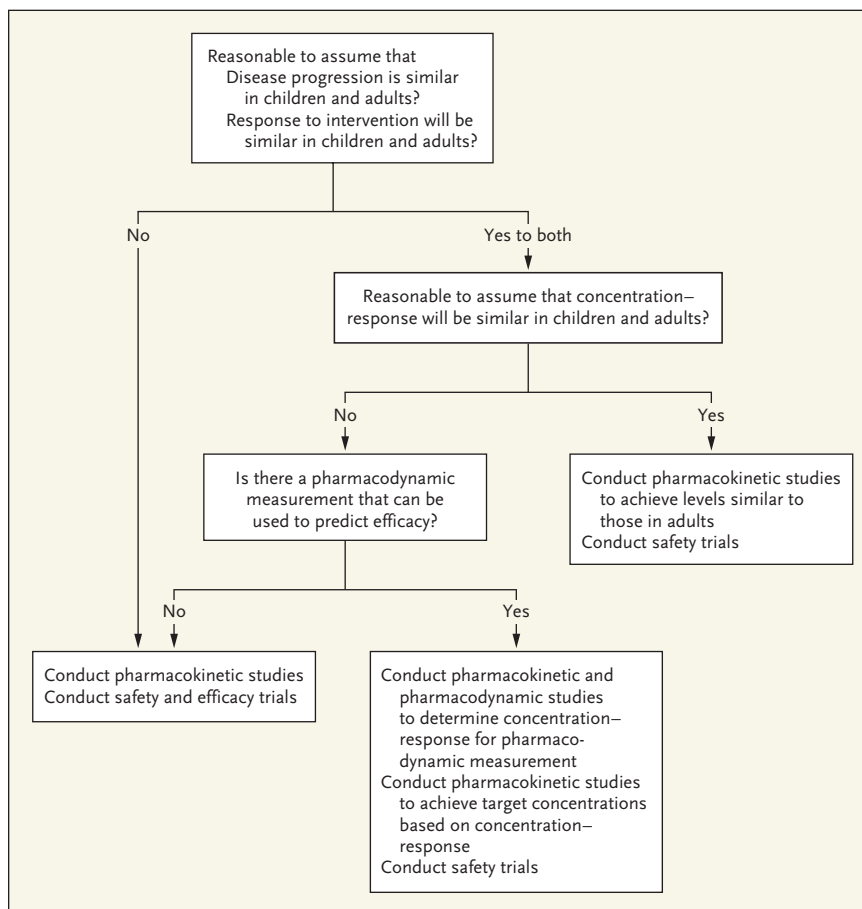 Reasonable to assume that
Disease progression is similar
in children and adults?
Response to intervention will be
similar in children and adults?
No
Yes to both
Reasonable to assume that concentration–
response will be similar in children and adults?
No
Yes
Is there a pharmacodynamic
measurement that can be
used to predict efficacy?
Conduct pharmacokinetic studies
to achieve levels similar to
those in adults
Conduct safety trials
No
Yes
Conduct pharmacokinetic studies
Conduct safety and efficacy trials
Conduct pharmacokinetic and
pharmacodynamic studies
to determine concentration–
response for pharmaco-
dynamic measurement
Conduct pharmacokinetic studies
to achieve target concentrations
based on concentration–
response
Conduct safety trials